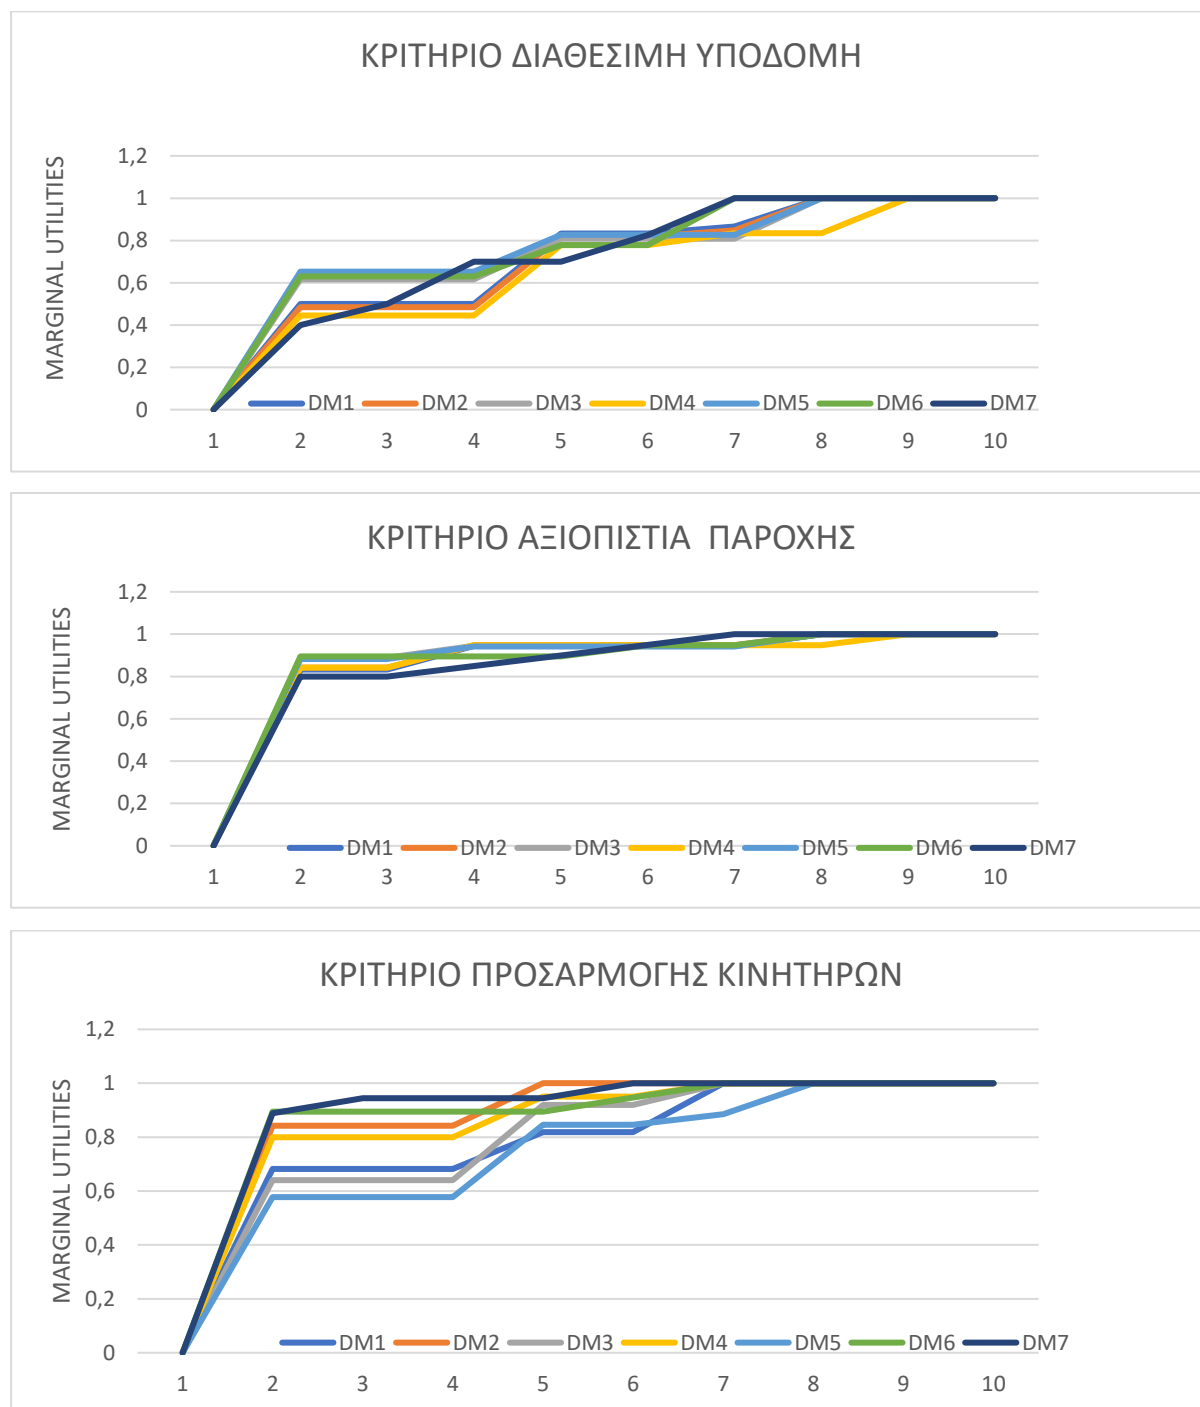 ΚΡΙΤΗΡΙΟ ΔΙΑΘΕΣΙΜΗ ΥΠΟΔΟΜΗ
MARGINAL UTILITIES
1,2
1
0,8
0,6
0,4
0,2
0
DM1 DM2 DM3 DM4 DM5 DM6 DM7
1 2 3 4 5 6 7 8 9 10
ΚΡΙΤΗΡΙΟ ΑΞΙΟΠΙΣΤΙΑ ΠΑΡΟΧΗΣ
MARGINAL UTILITIES
1,2
1
0,8
0,6
0,4
0,2
0
DM1 DM2 DM3 DM4 DM5 DM6 DM7
1 2 3 4 5 6 7 8 9 10
ΚΡΙΤΗΡΙΟ ΠΡΟΣΑΡΜΟΓΗΣ ΚΙΝΗΤΗΡΩΝ
MARGINAL UTILITIES
1,2
1
0,8
0,6
0,4
0,2
0
DM1 DM2 DM3 DM4 DM5 DM6 DM7
1 2 3 4 5 6 7 8 9 10